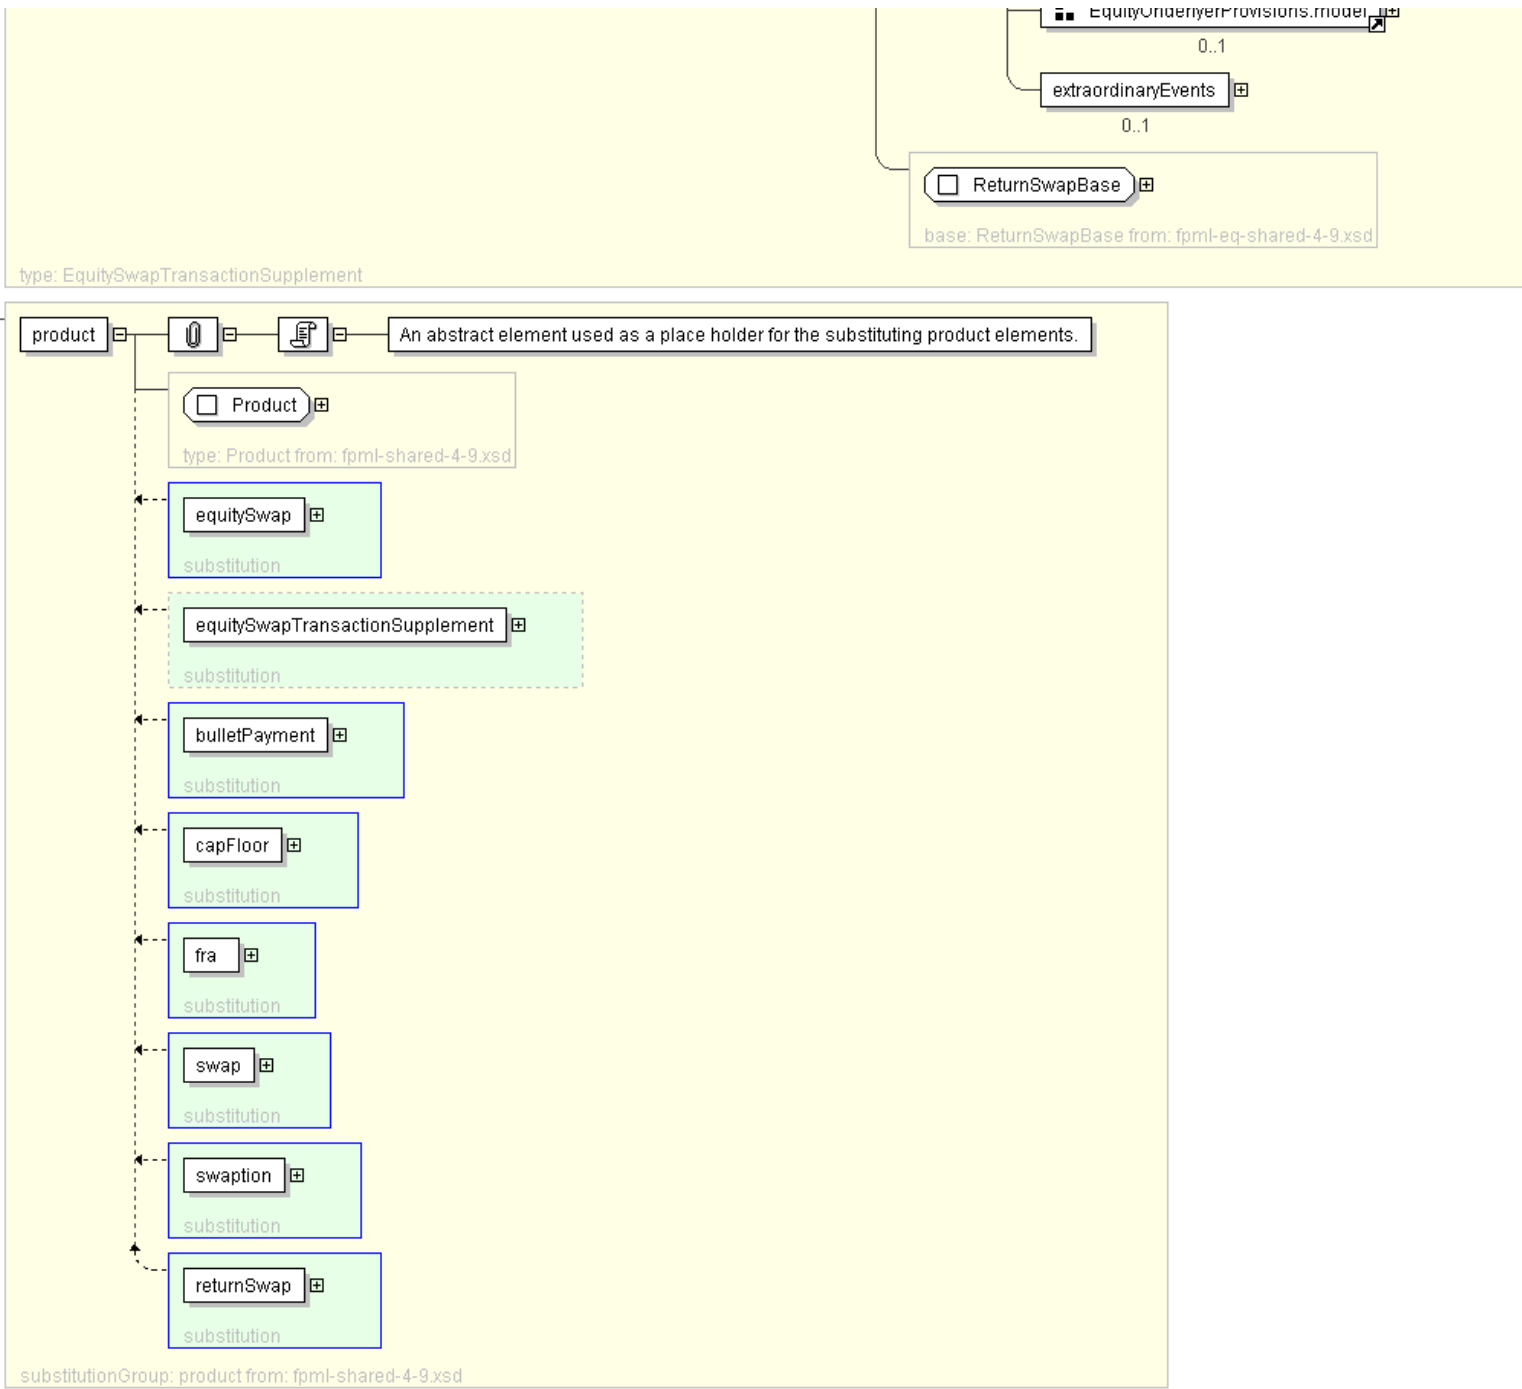 EquityUnderlyerProvisions.model
0..1
extraordinaryEvents
0..1
ReturnSwapBase
base: ReturnSwapBase from: fpml-eq-shared-4-9.xsd
type: EquitySwapTransactionSupplement
product An abstract element used as a place holder for the substituting product elements.
Product
type: Product from: fpml-shared-4-9.xsd
equitySwap
substitution
equitySwapTransactionSupplement
substitution
bulletPayment
substitution
capFloor
substitution
fra
substitution
swap
substitution
swaption
substitution
returnSwap
substitution
substitutionGroup: product from: fpml-shared-4-9.xsd